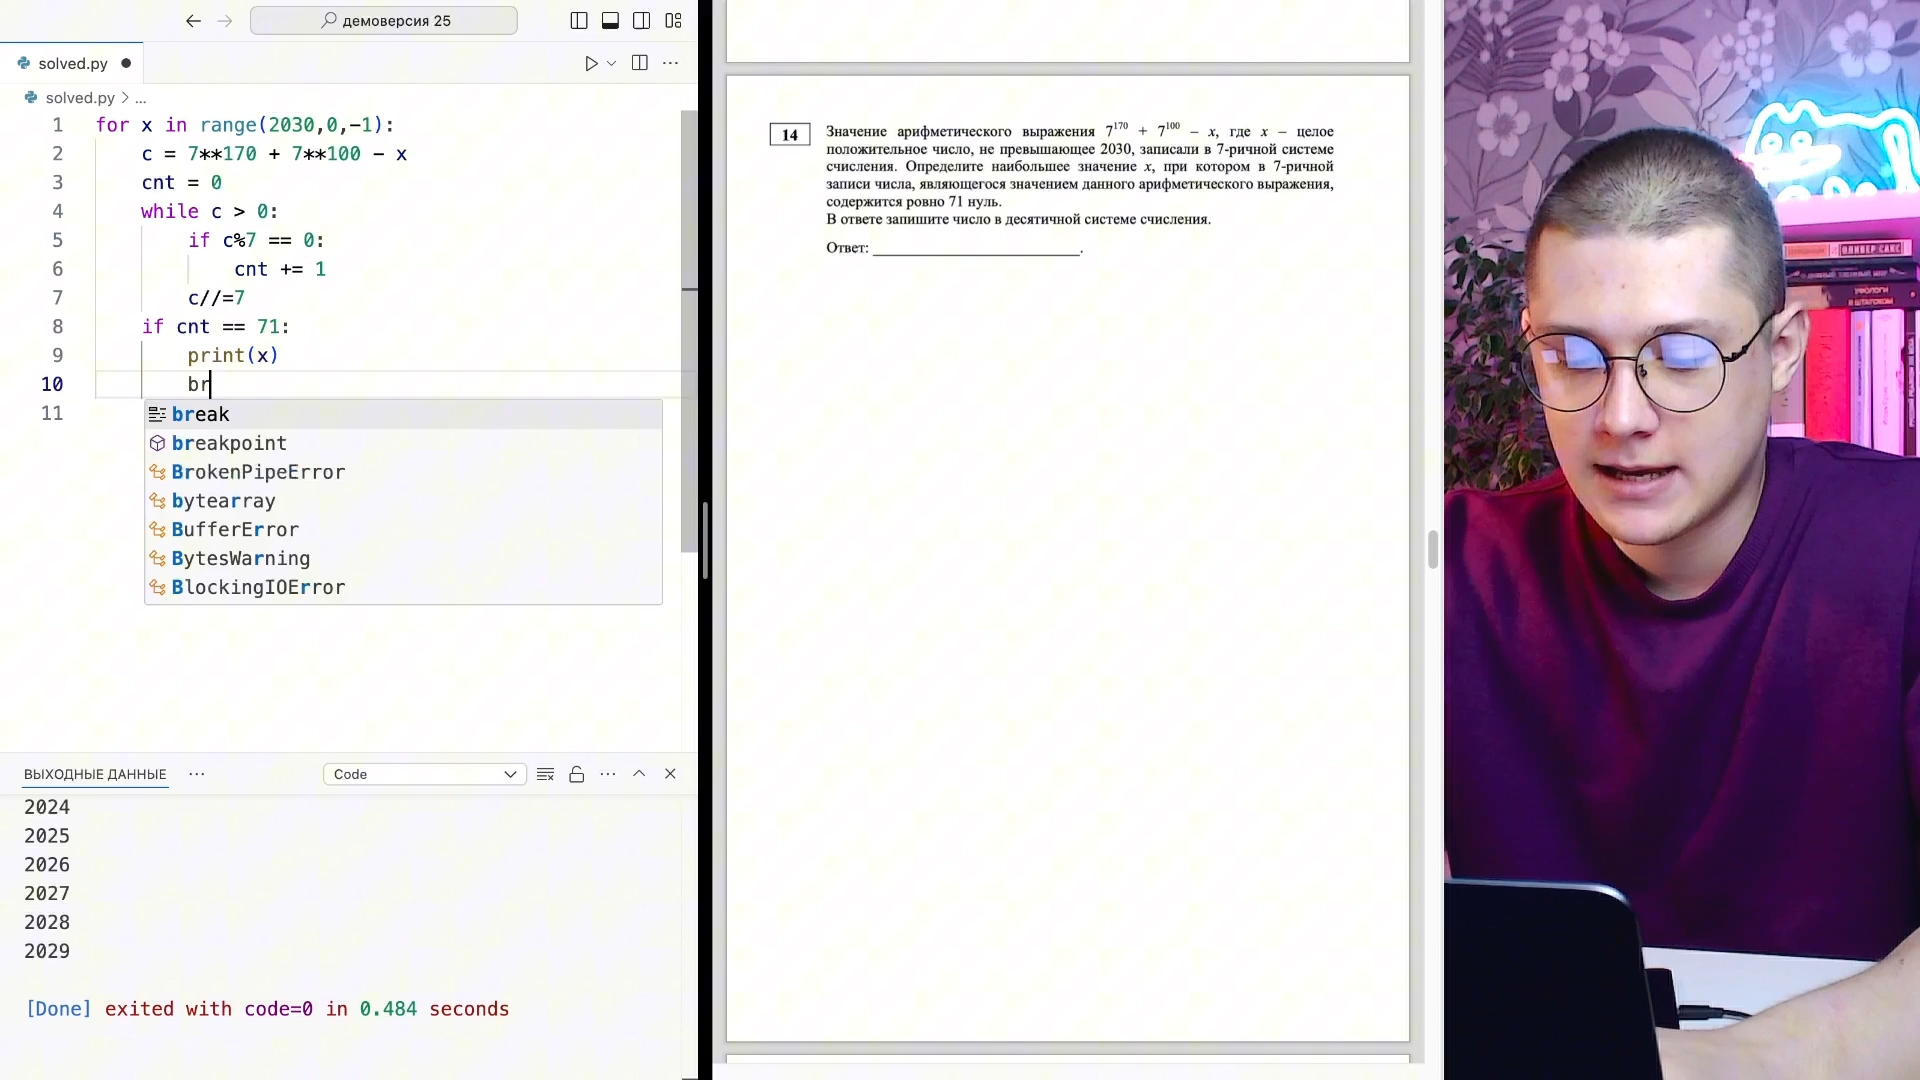 демоверсия 25
solved.py
solved.py > ...
1 for x in range(2030,0,-1):
2 c = 7**170 + 7**100 - x
3 cnt = 0
4 while c > 0:
5 if c%7 == 0:
6 cnt += 1
7 c//=7
8 if cnt == 71:
9 print(x)
10 br
11
break
breakpoint
BrokenPipeError
bytearray
BufferError
BytesWarning
BlockingIOError
ВЫХОДНЫЕ ДАННЫЕ ... Code
2024
2025
2026
2027
2028
2029
[Done] exited with code=0 in 0.484 seconds
14
Значение арифметического выражения 7¹⁷⁰ + 7¹⁰⁰ – x, где x – целое
положительное число, не превышающее 2030, записали в 7-ричной системе
счисления. Определите наибольшее значение x, при котором в 7-ричной
записи числа, являющегося значением данного арифметического выражения,
содержится ровно 71 нуль.
В ответе запишите число в десятичной системе счисления.
Ответ: ____________________________.
ОЛИВЕР САКС